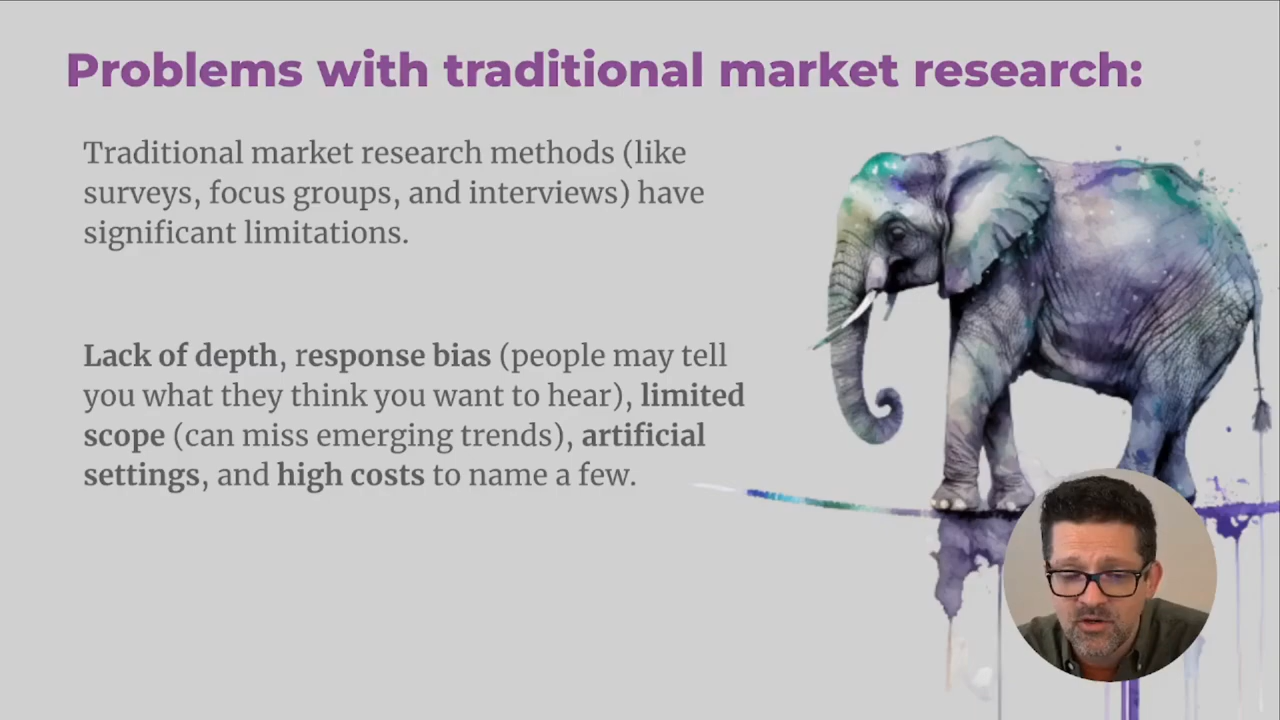 Problems with traditional market research:
Traditional market research methods (like
surveys, focus groups, and interviews) have
significant limitations.
Lack of depth, response bias (people may tell
you what they think you want to hear), limited
scope (can miss emerging trends), artificial
settings, and high costs to name a few.